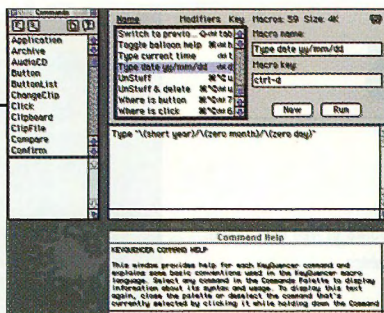 Commands
Application
Archive
AudioCD
Button
ButtonList
ChangeClip
Click
Clipboard
ClipFile
Compare
Confirm
Name Modifiers Key
Switch to previo... tab
Toggle balloon help h
Type current time t
Type date yy/mm/dd d
UnStuff u
UnStuff & delete u
Where is button 7
Where is click 6
Macros: 59 Size: 4K
Macro name:
Type date yy/mm/dd
Macro key:
ctrl-d
New Run
Type "\(short year)/\(zero month)/\(zero day)"
Command Help
KEYQUENCER COMMAND HELP
This window provides help for each KeyQuencer command and
explains some basic conventions used in the KeyQuencer macro
language. Select any command in the Commands Palette to display
information about its syntax and usage. To display this text
again, close the palette or deselect the command that's
currently selected by clicking it while holding down the Command